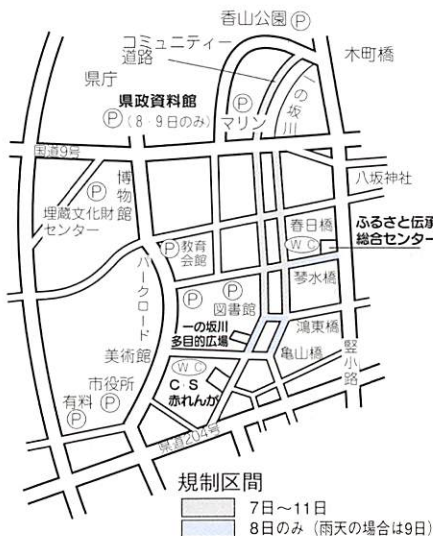 香山公園 Ⓟ
コミュニティー
道路
木町橋
県庁
県政資料館
Ⓟ (8・9日のみ)
Ⓟ
マリン
の坂川
国道9号
博物館
八坂神社
Ⓟ
埋蔵文化財
センター
春日橋
ふるさと伝承
総合センター
WC
Ⓟ 教育
会館
パークロード
琴水橋
Ⓟ
Ⓟ
図書館
一の坂川
多目的広場
鴻東橋
亀山橋
竪小路
美術館
WC
市役所
C・S
赤れんが
有料 Ⓟ
Ⓟ
県道204号
規制区間
7日〜11日
8日のみ (雨天の場合は9日)